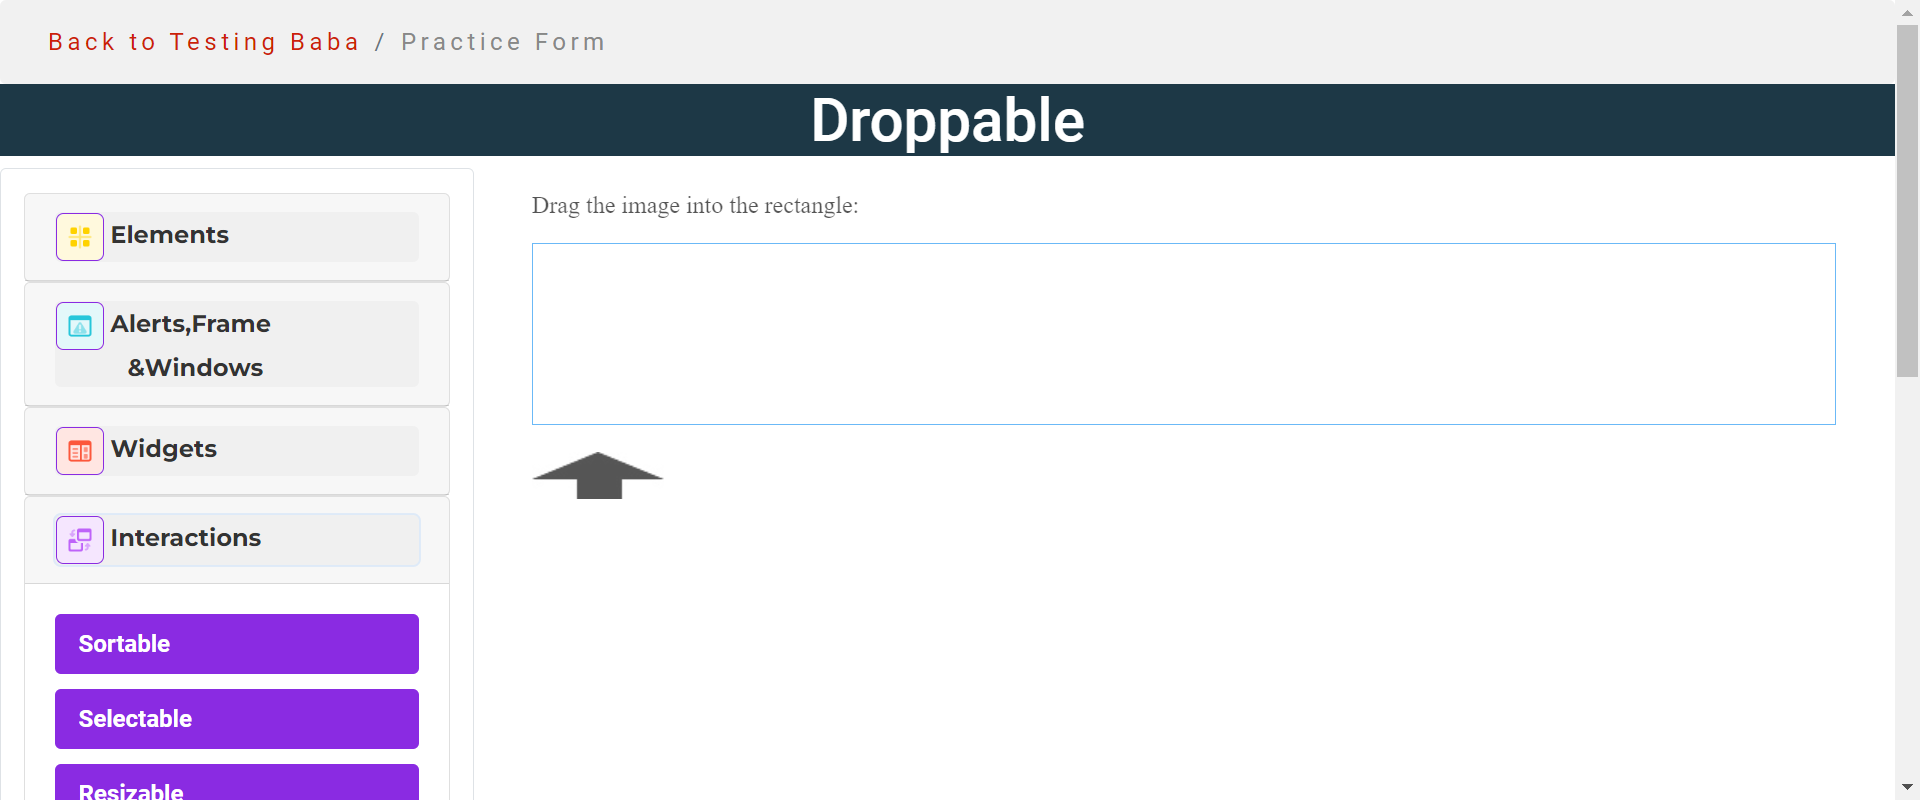 Back to Testing Baba / Practice Form
Droppable
Elements
Alerts,Frame
&Windows
Widgets
Interactions
Sortable
Selectable
Resizable
Drag the image into the rectangle: